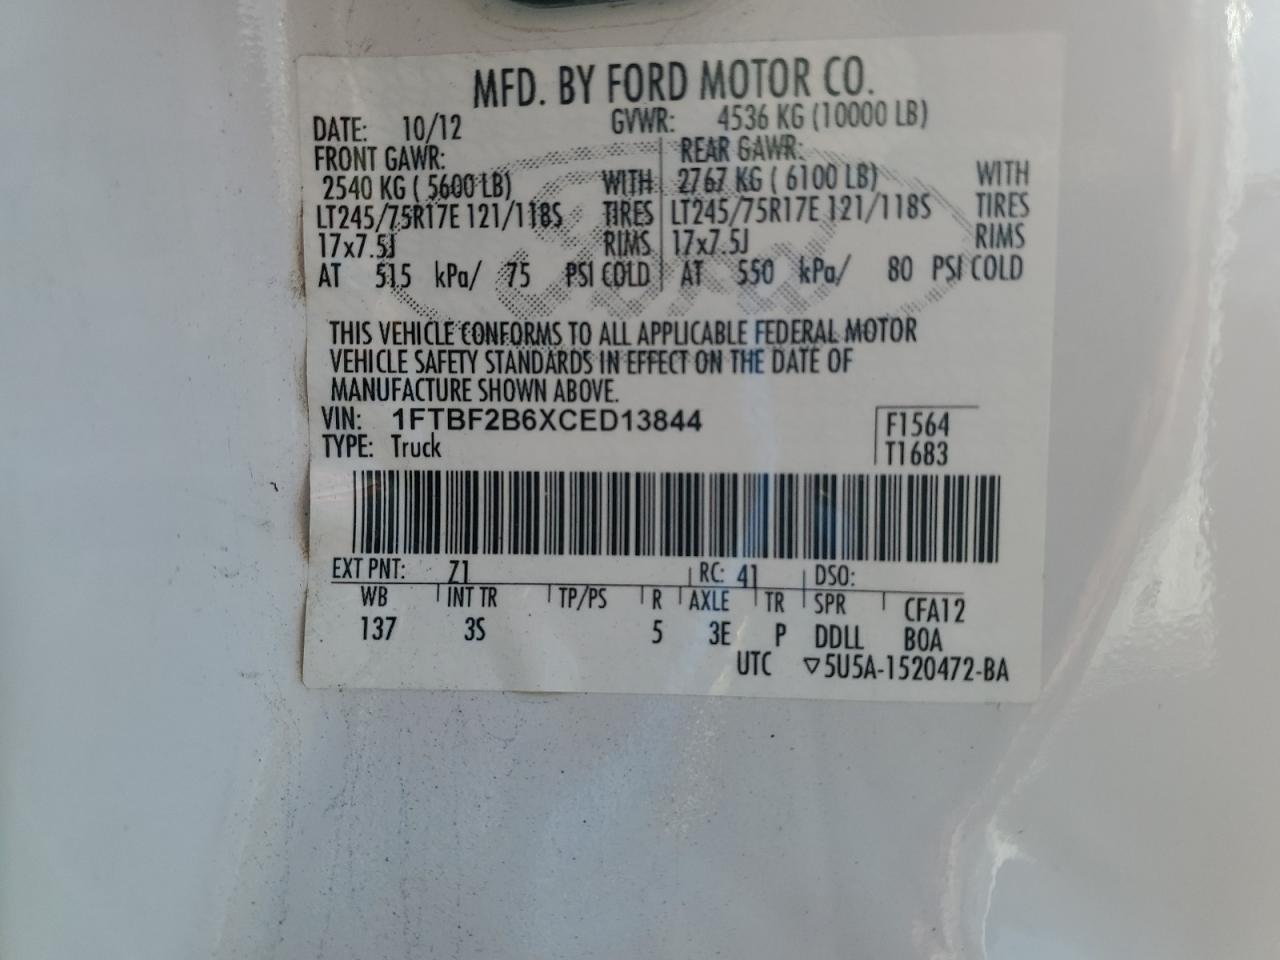 MFD. BY FORD MOTOR CO.
DATE: 10/12 GVWR: 4536 KG (10000 LB)
FRONT GAWR: REAR GAWR:
2540 KG ( 5600 LB) WITH 2767 KG ( 6100 LB) WITH
LT245/75R17E 121/118S TIRES LT245/75R17E 121/118S TIRES
17x7.5J RIMS 17x7.5J RIMS
AT 515 kPa/ 75 PSI COLD AT 550 kPa/ 80 PSI COLD
THIS VEHICLE CONFORMS TO ALL APPLICABLE FEDERAL MOTOR
VEHICLE SAFETY STANDARDS IN EFFECT ON THE DATE OF
MANUFACTURE SHOWN ABOVE.
VIN: 1FTBF2B6XCED13844 F1564
TYPE: Truck T1683
EXT PNT: Z1 RC: 41 DSO:
WB INT TR TP/PS R AXLE TR SPR CFA12
137 3S 5 3E P DDLL BOA
UTC ▽5U5A-1520472-BA